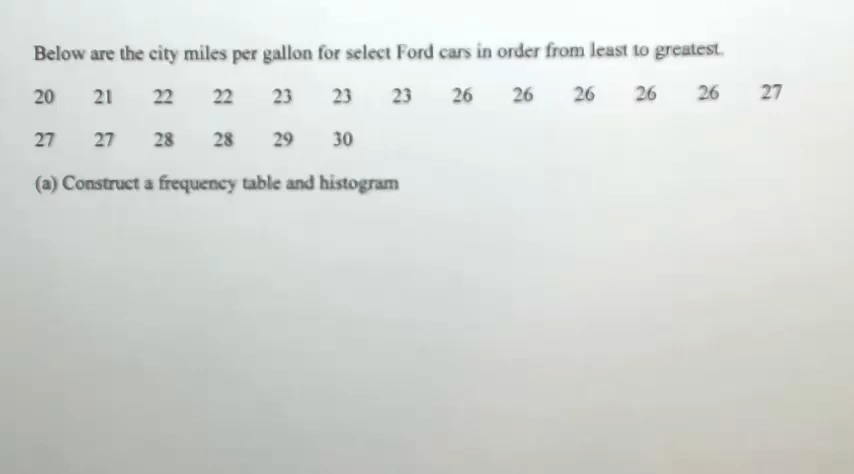 Below are the city miles per gallon for select Ford cars in order from least to greatest.
20 21 22 22 23 23 23 26 26 26 26 26 27
27 27 28 28 29 30
(a) Construct a frequency table and histogram